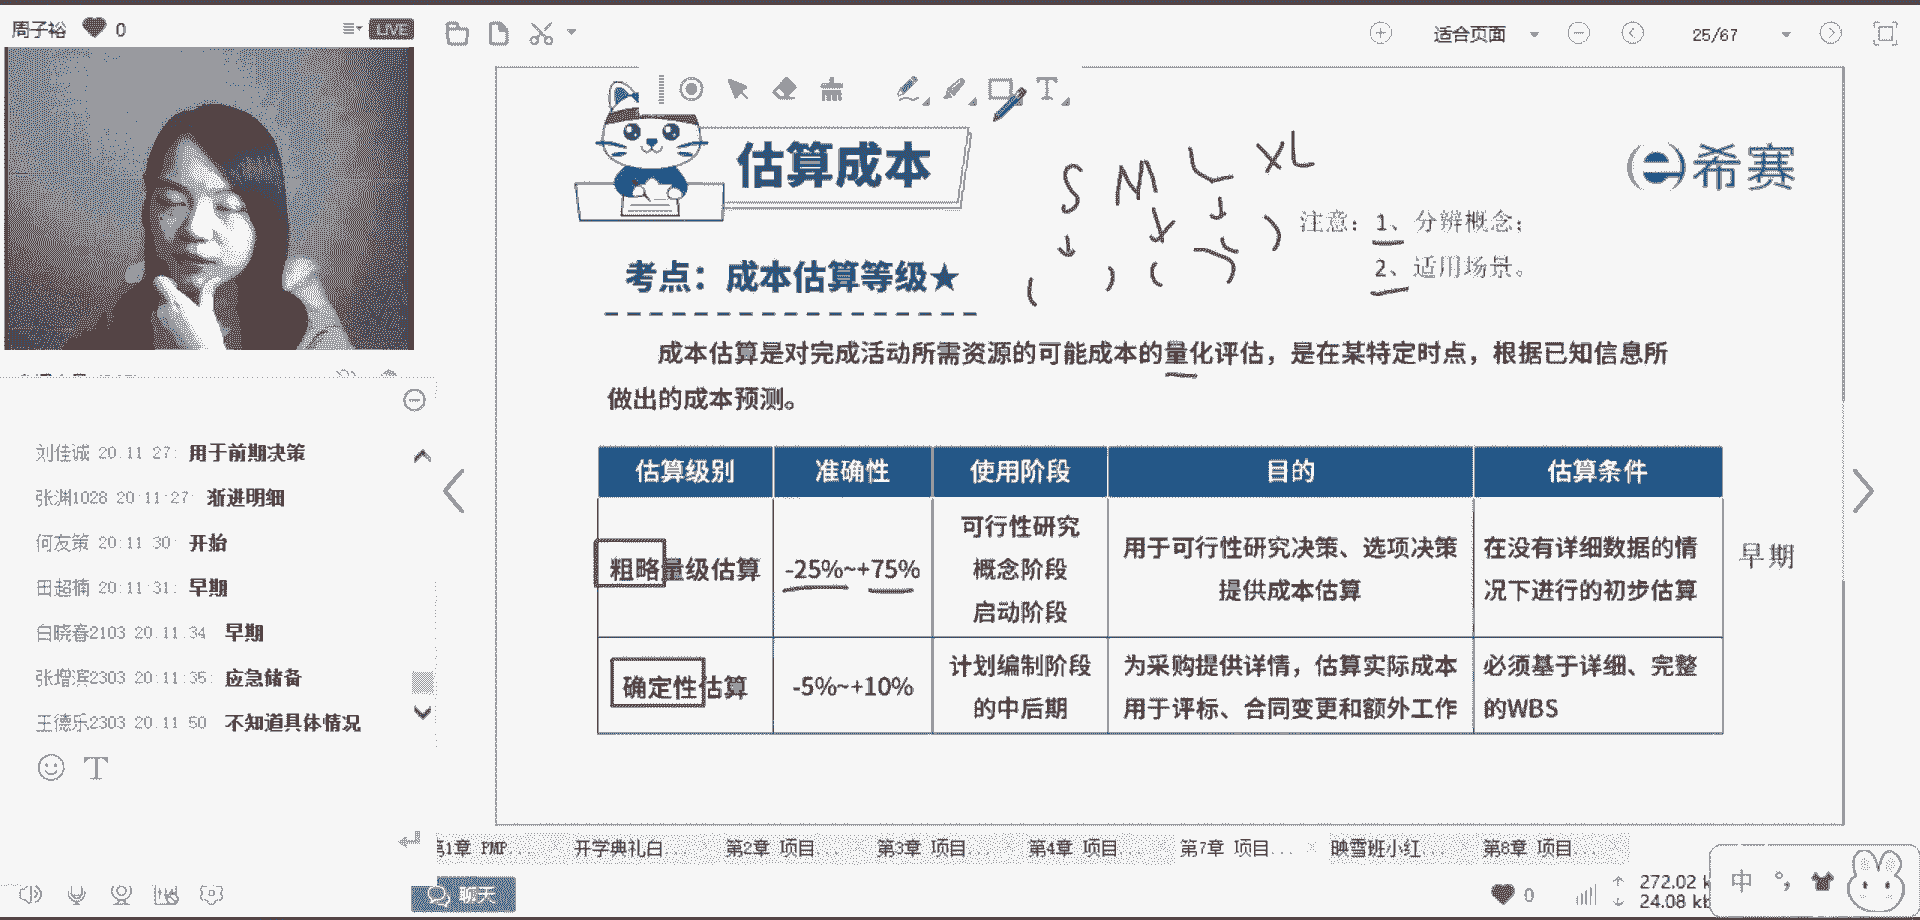 周子裕 0
LIVE
适合页面
25/67
估算成本
S M L XL
希赛
注意：1、分辨概念；
2、适用场景。
考点：成本估算等级★
成本估算是对完成活动所需资源的可能成本的量化评估，是在某特定时点，根据已知信息所
做出的成本预测。
估算级别 准确性 使用阶段 目的 估算条件
粗略量级估算 -25%~+75% 可行性研究
概念阶段
启动阶段 用于可行性研究决策、选项决策
提供成本估算 在没有详细数据的情
况下进行的初步估算
早期
确定性估算 -5%~+10% 计划编制阶段
的中后期 为采购提供详情，估算实际成本
用于评标、合同变更和额外工作 必须基于详细、完整
的WBS
刘佳诚 20:11:27: 用于前期决策
张渊1028 20:11:27: 渐进明细
何友策 20:11:30: 开始
田超楠 20:11:31: 早期
白晓春2103 20:11:34: 早期
张增滨2303 20:11:35: 应急储备
王德乐2303 20:11:50: 不知道具体情况
T
第1章 PMP...
开学典礼白...
第2章 项目...
第3章 项目...
第4章 项目...
第7章 项目...
映雪班小红...
第8章 项目...
聊天
0
272.02 k
24.08 kb
中